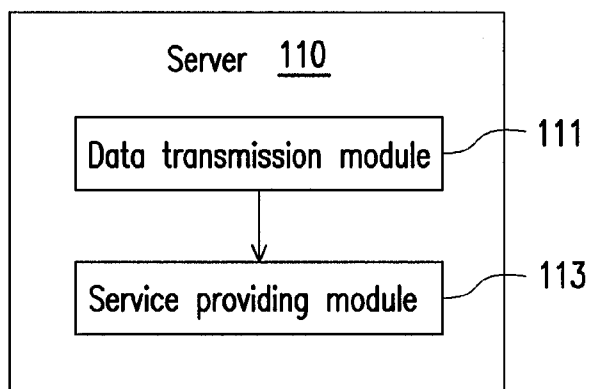 Server 110
Data transmission module
111
Service providing module
113